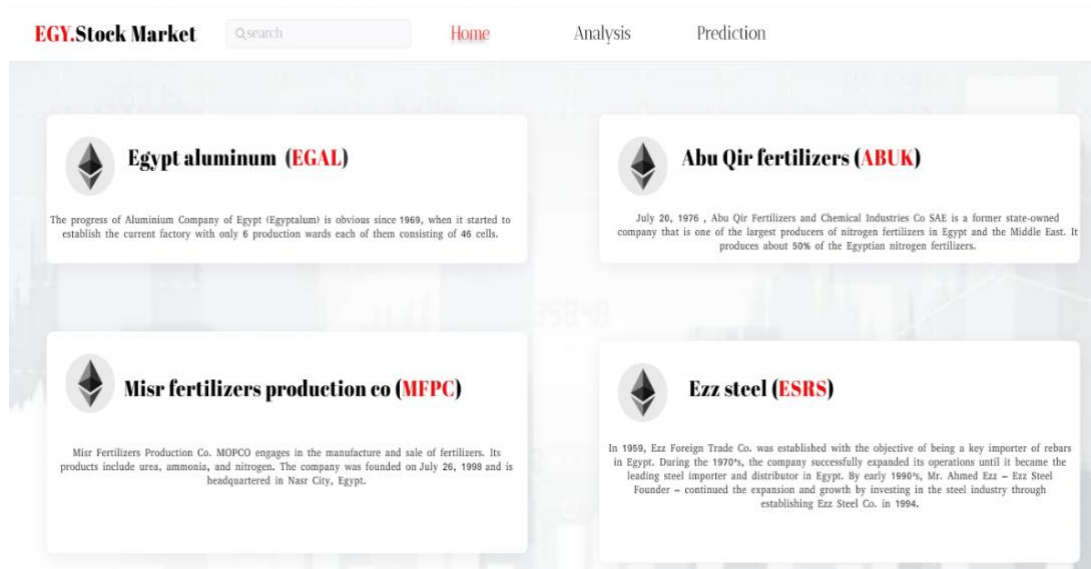 EGY.Stock Market
search
Home
Analysis
Prediction
Egypt aluminum (EGAL)
The progress of Aluminium Company of Egypt (Egyptalum) is obvious since 1969, when it started to
establish the current factory with only 6 production wards each of them consisting of 46 cells.
Abu Qir fertilizers (ABUK)
July 20, 1976 , Abu Qir Fertilizers and Chemical Industries Co SAE is a former state-owned
company that is one of the largest producers of nitrogen fertilizers in Egypt and the Middle East. It
produces about 50% of the Egyptian nitrogen fertilizers.
Misr fertilizers production co (MFPC)
Misr Fertilizers Production Co. MOPCO engages in the manufacture and sale of fertilizers. Its
products include urea, ammonia, and nitrogen. The company was founded on July 26, 1998 and is
headquartered in Nasr City, Egypt.
Ezz steel (ESRS)
In 1959, Ezz Foreign Trade Co. was established with the objective of being a key importer of rebars
in Egypt. During the 1970's, the company successfully expanded its operations until it became the
leading steel importer and distributor in Egypt. By early 1990's, Mr. Ahmed Ezz – Ezz Steel
Founder – continued the expansion and growth by investing in the steel industry through
establishing Ezz Steel Co. in 1994.